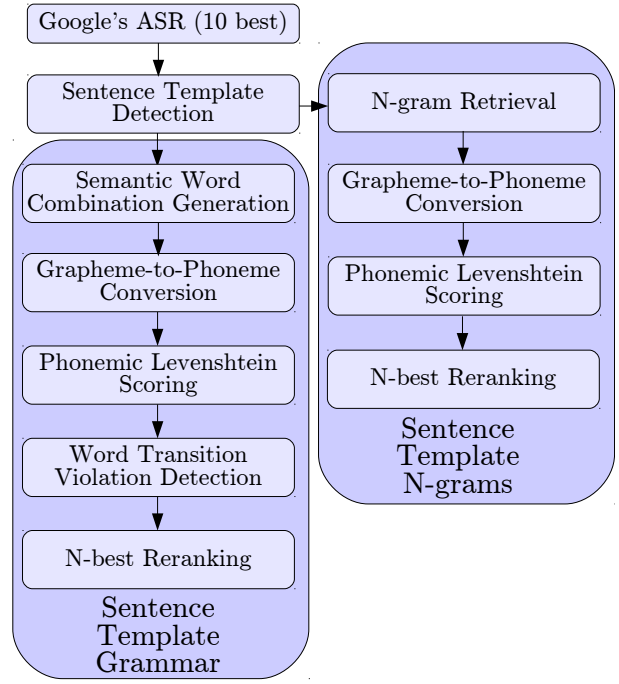 Google's ASR (10 best)
Sentence Template
Detection
Semantic Word
Combination Generation
Grapheme-to-Phoneme
Conversion
Phonemic Levenshtein
Scoring
Word Transition
Violation Detection
N-best Reranking
Sentence
Template
Grammar
N-gram Retrieval
Grapheme-to-Phoneme
Conversion
Phonemic Levenshtein
Scoring
N-best Reranking
Sentence
Template
N-grams